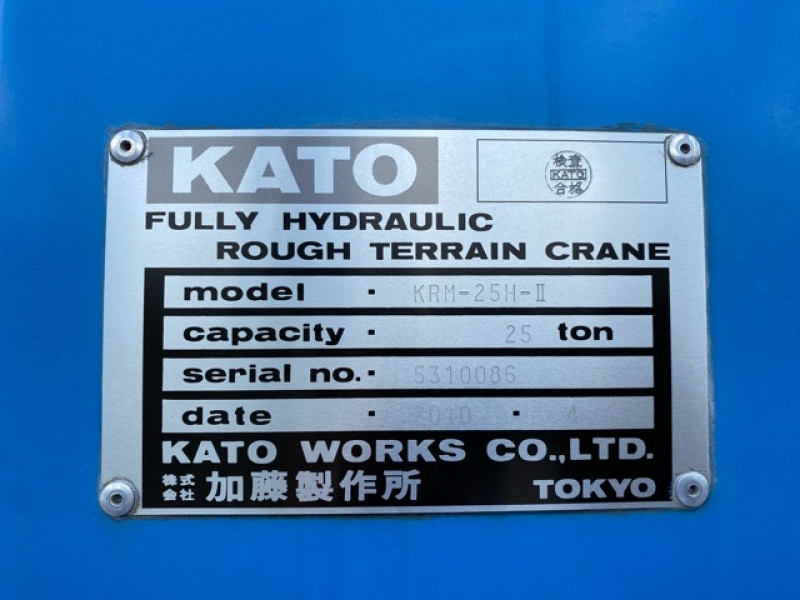 KATO
検査
KATO
合格
FULLY HYDRAULIC
ROUGH TERRAIN CRANE
model · KRM-25H-II
capacity · 25 ton
serial no. · 5310086
date · 2010 · 4
KATO WORKS CO.,LTD.
株式会社 加藤製作所 TOKYO